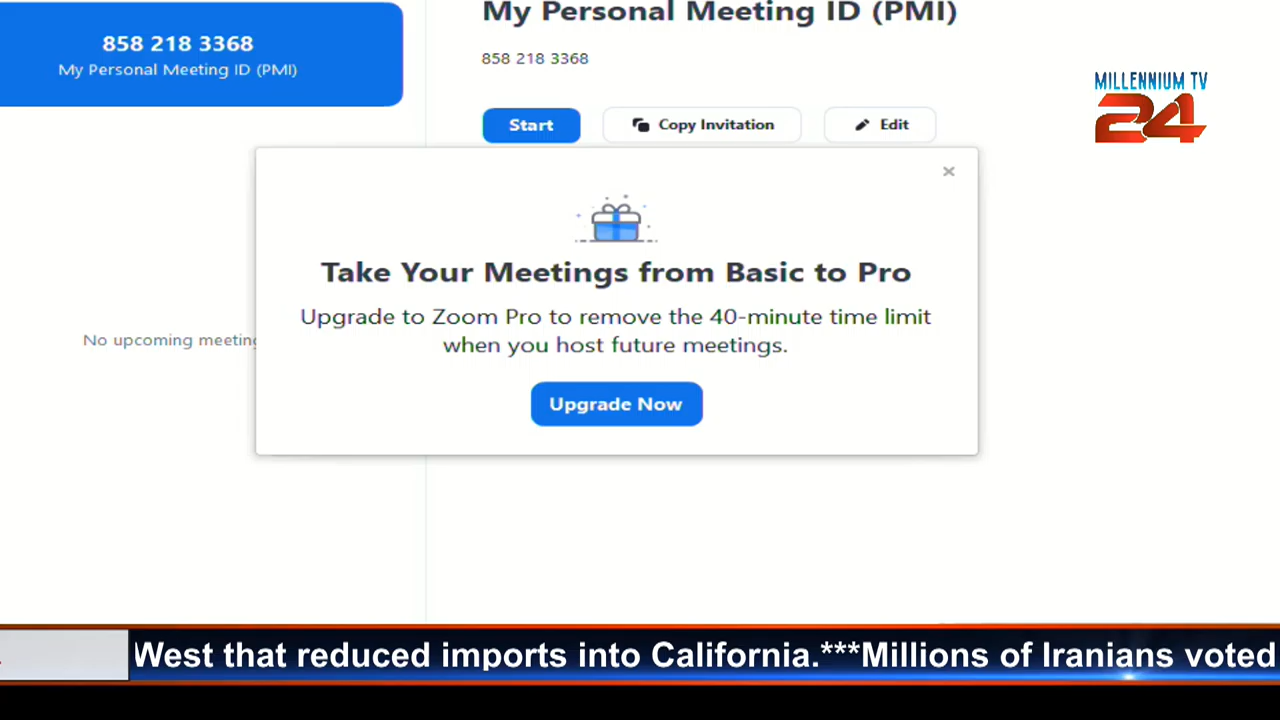 My Personal Meeting ID (PMI)
858 218 3368
My Personal Meeting ID (PMI)
858 218 3368
Start
Copy Invitation
Edit
MILLENNIUM TV
24
×
Take Your Meetings from Basic to Pro
Upgrade to Zoom Pro to remove the 40-minute time limit
when you host future meetings.
No upcoming meeting
Upgrade Now
West that reduced imports into California.***Millions of Iranians voted